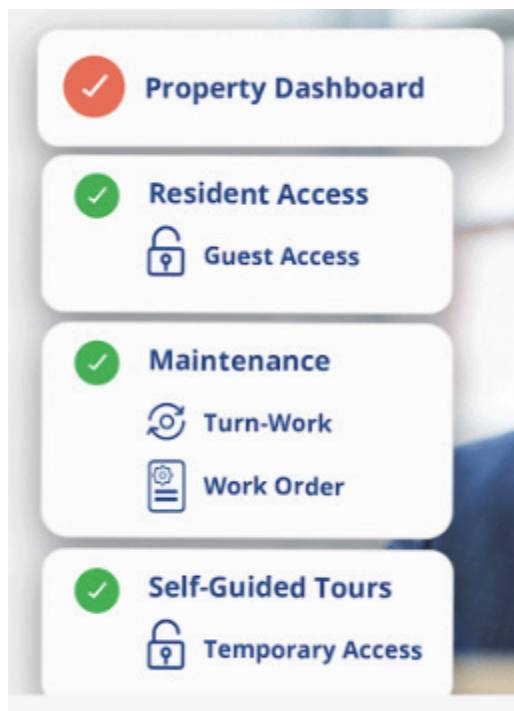 Property Dashboard
Resident Access
Guest Access
Maintenance
Turn-Work
Work Order
Self-Guided Tours
Temporary Access